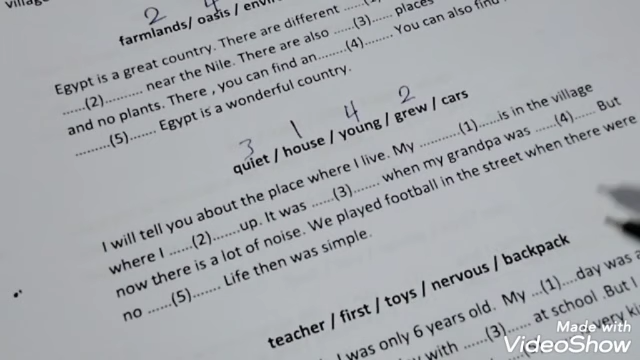 village
2 4
farmlands/ oasis /
Egypt is a great country. There are different
......(2).......... near the Nile. There are also ......(3)...... places
and no plants. There , you can find an.......(4)........ You can also find
.........(5)....... Egypt is a wonderful country.
3 1 4 2
quiet / house / young / grew / cars
I will tell you about the place where I live. My ..........(1)......is in the village
where I ......(2).......up. It was ......(3)....... when my grandpa was ......(4)...... But
now there is a lot of noise. We played football in the street when there were
no ......(5)....... Life then was simple.
teacher / first / toys / nervous / backpack
I was only 6 years old. My ...(1)....day was
with ......(3)...... at school .But I
very
Made with
VideoShow